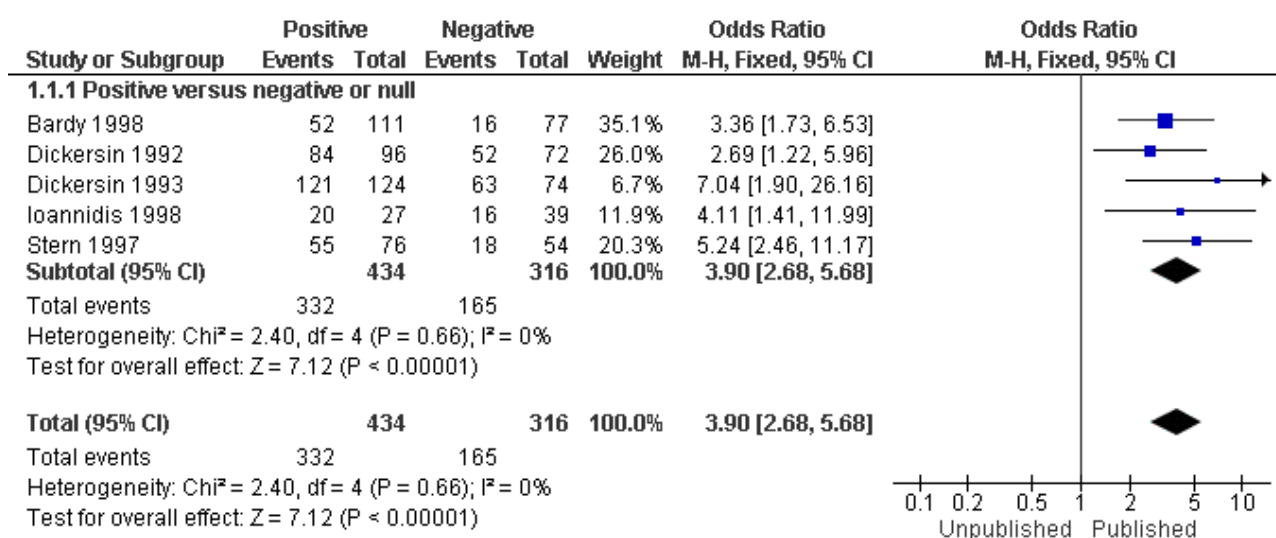 Positive Negative Odds Ratio Odds Ratio
Study or Subgroup Events Total Events Total Weight M-H, Fixed, 95% CI M-H, Fixed, 95% CI
1.1.1 Positive versus negative or null
Bardy 1998 52 111 16 77 35.1% 3.36 [1.73, 6.53]
Dickersin 1992 84 96 52 72 26.0% 2.69 [1.22, 5.96]
Dickersin 1993 121 124 63 74 6.7% 7.04 [1.90, 26.16]
Ioannidis 1998 20 27 16 39 11.9% 4.11 [1.41, 11.99]
Stern 1997 55 76 18 54 20.3% 5.24 [2.46, 11.17]
Subtotal (95% CI) 434 316 100.0% 3.90 [2.68, 5.68]
Total events 332 165
Heterogeneity: Chi² = 2.40, df = 4 (P = 0.66); I² = 0%
Test for overall effect: Z = 7.12 (P < 0.00001)
Total (95% CI) 434 316 100.0% 3.90 [2.68, 5.68]
Total events 332 165
Heterogeneity: Chi² = 2.40, df = 4 (P = 0.66); I² = 0%
Test for overall effect: Z = 7.12 (P < 0.00001)
0.1 0.2 0.5 1 2 5 10
Unpublished Published